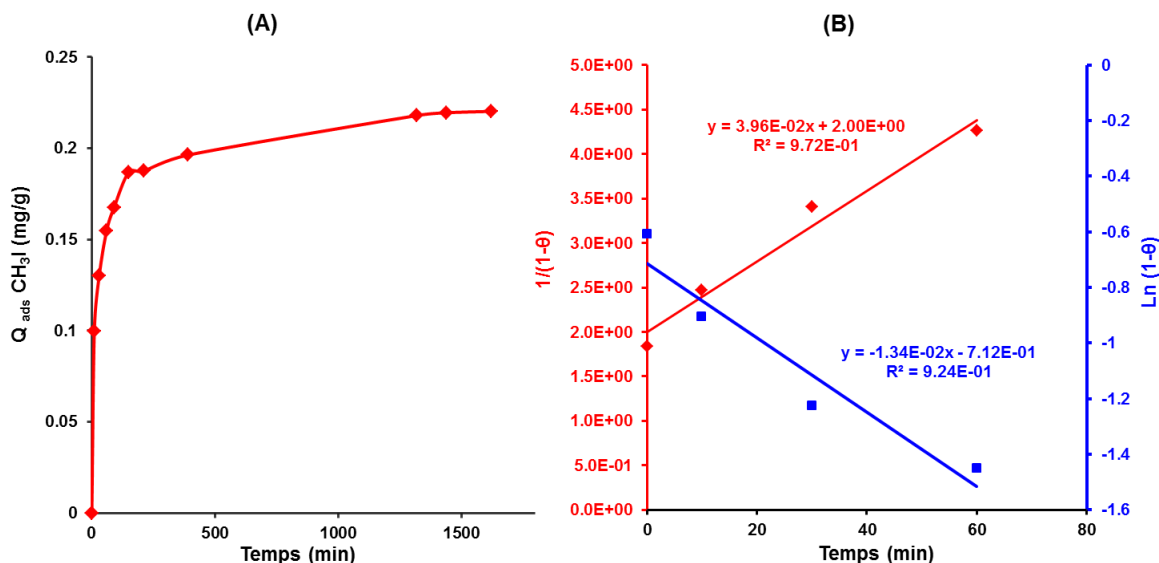 (A)
0.25
0.2
0.15
0.1
0.05
0
Q ads CH3I (mg/g)
0
500
1000
1500
Temps (min)
(B)
5.0E+00
4.5E+00
4.0E+00
3.5E+00
3.0E+00
2.5E+00
2.0E+00
1.5E+00
1.0E+00
5.0E-01
0.0E+00
1/(1-θ)
y = 3.96E-02x + 2.00E+00
R² = 9.72E-01
y = -1.34E-02x - 7.12E-01
R² = 9.24E-01
0
-0.2
-0.4
-0.6
-0.8
-1
-1.2
-1.4
-1.6
Ln (1-θ)
0
20
40
60
80
Temps (min)